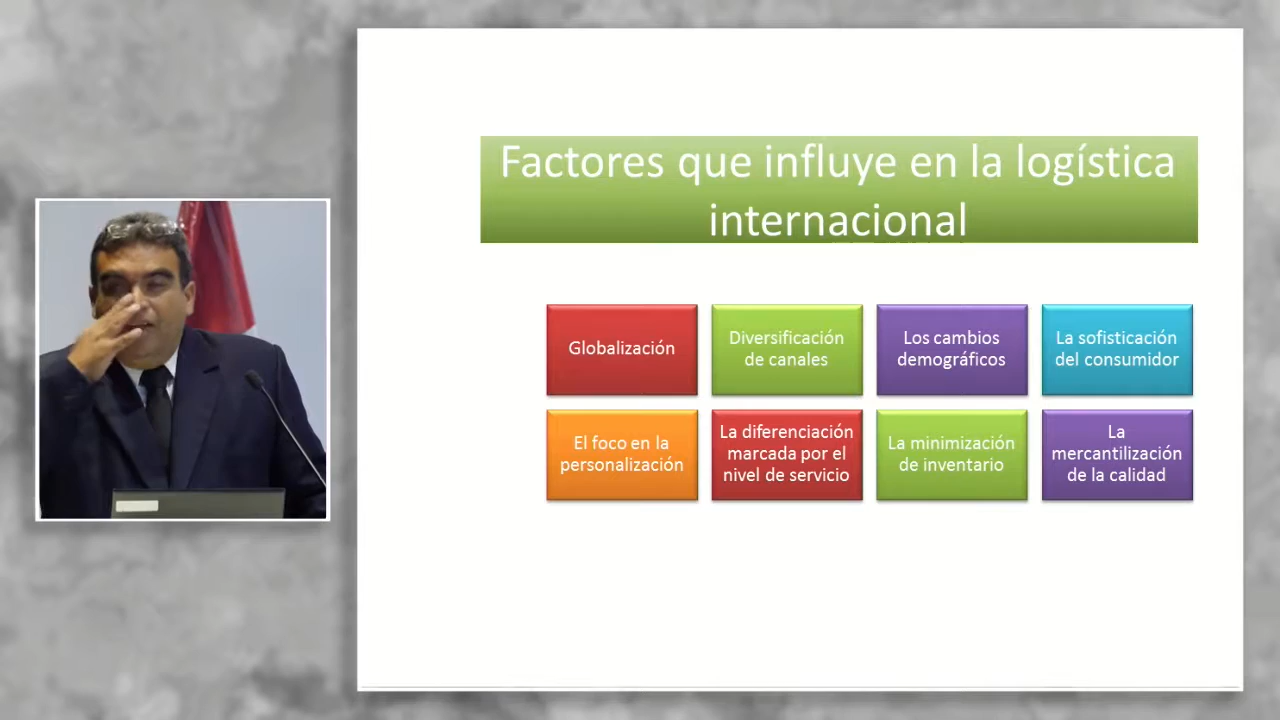 Factores que influye en la logística
internacional
Globalización
Diversificación
de canales
Los cambios
demográficos
La sofisticación
del consumidor
El foco en la
personalización
La diferenciación
marcada por el
nivel de servicio
La minimización
de inventario
La
mercantilización
de la calidad